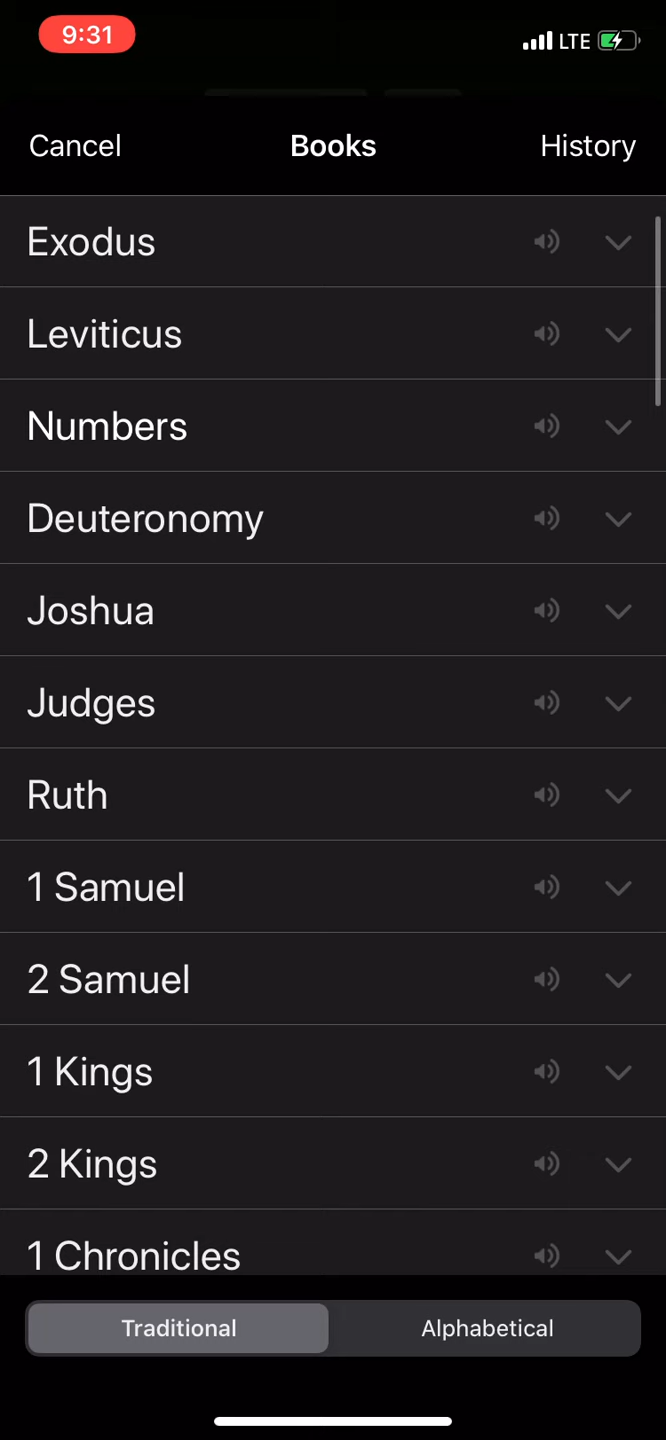 9:31
LTE
Cancel
Books
History
Exodus
Leviticus
Numbers
Deuteronomy
Joshua
Judges
Ruth
1 Samuel
2 Samuel
1 Kings
2 Kings
1 Chronicles
Traditional
Alphabetical